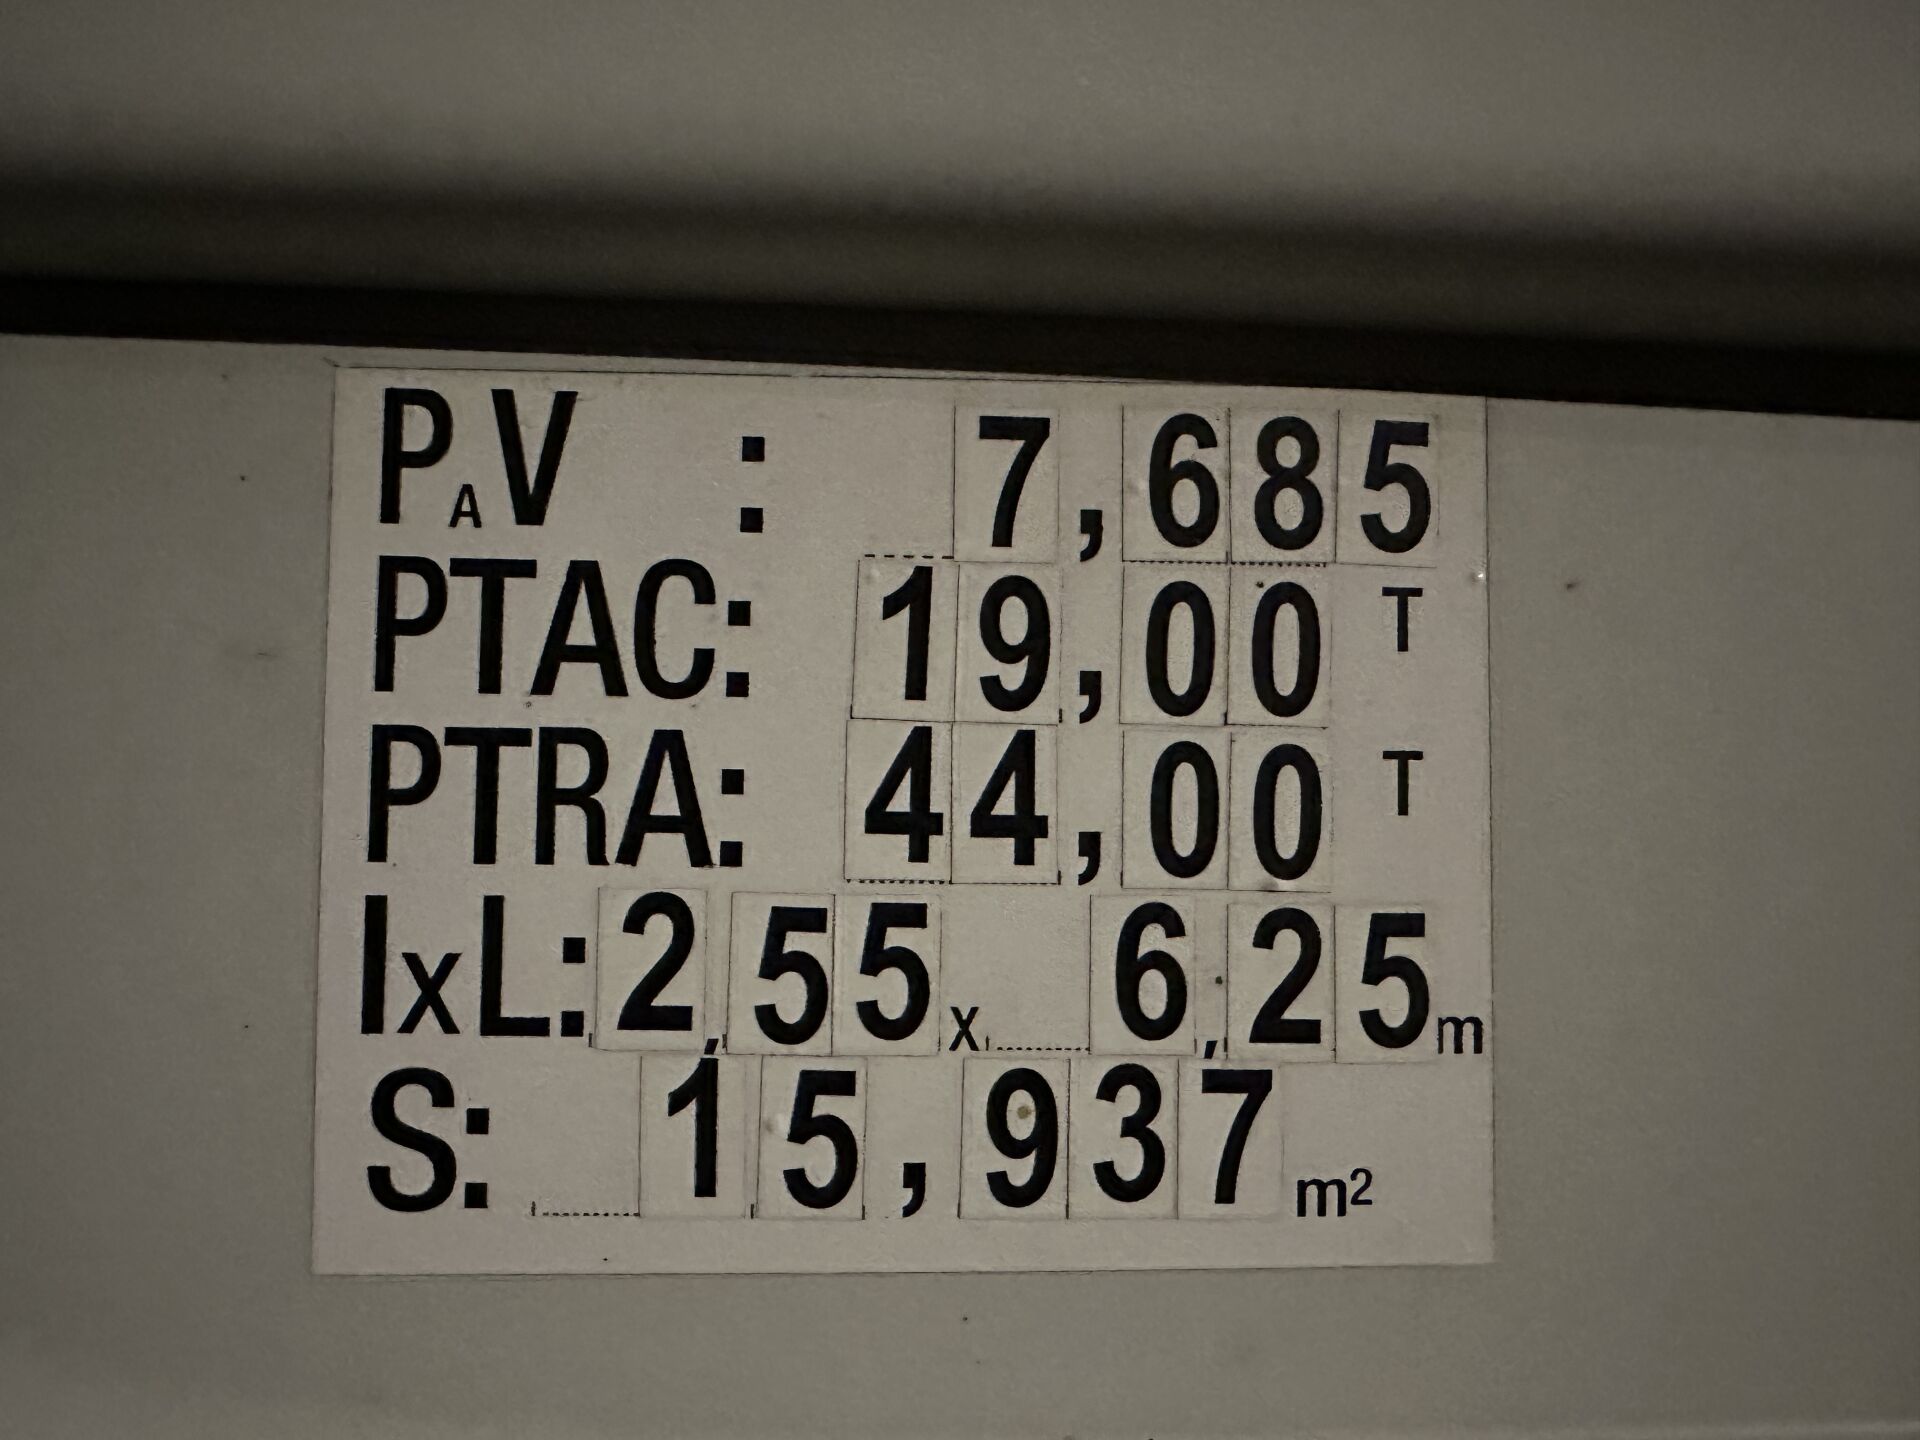 PAV : 7,685
PTAC: 19,00 T
PTRA: 44,00 T
lxL: 2,55 x 6,25 m
S: 15,937 m²